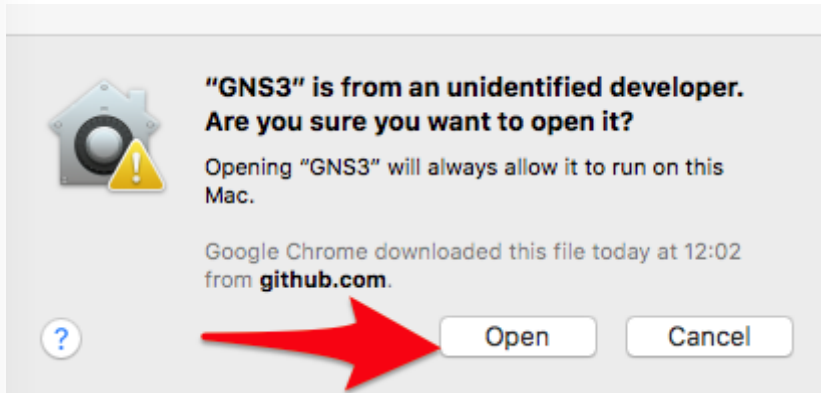 “GNS3” is from an unidentified developer.
Are you sure you want to open it?
Opening “GNS3” will always allow it to run on this
Mac.
Google Chrome downloaded this file today at 12:02
from github.com.
?
Open
Cancel